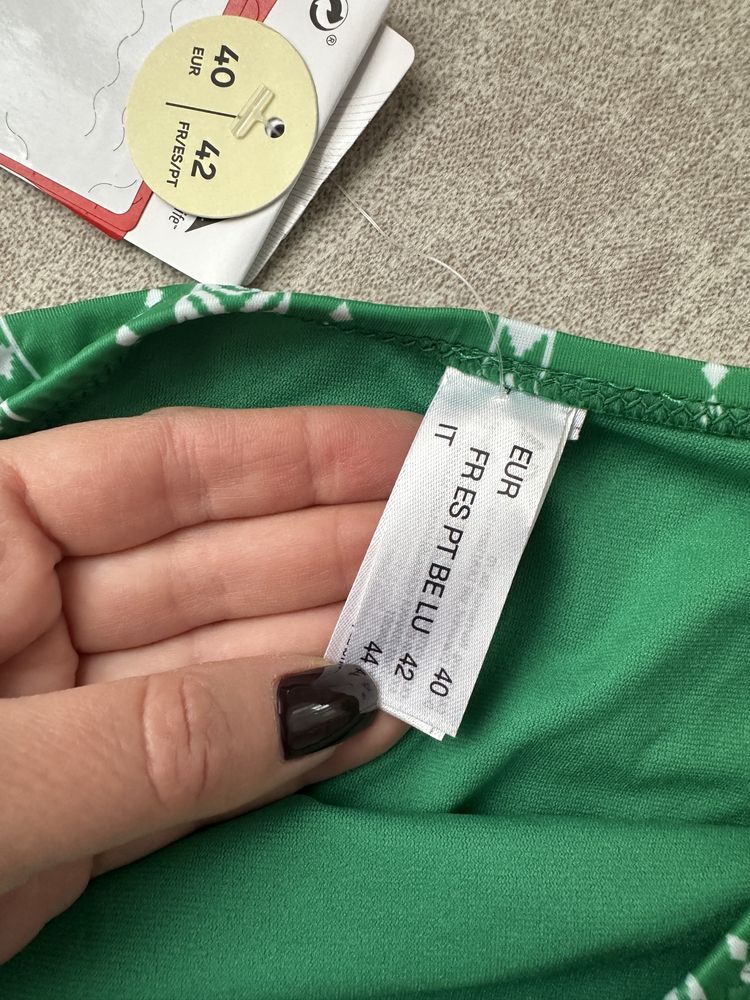 40
EUR
42
FR/ES/PT
®
EUR 40
FR ES PT BE LU 42
IT 44